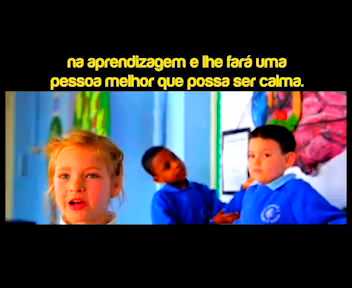 na aprendizagem e lhe fará uma
pessoa melhor que possa ser calma.